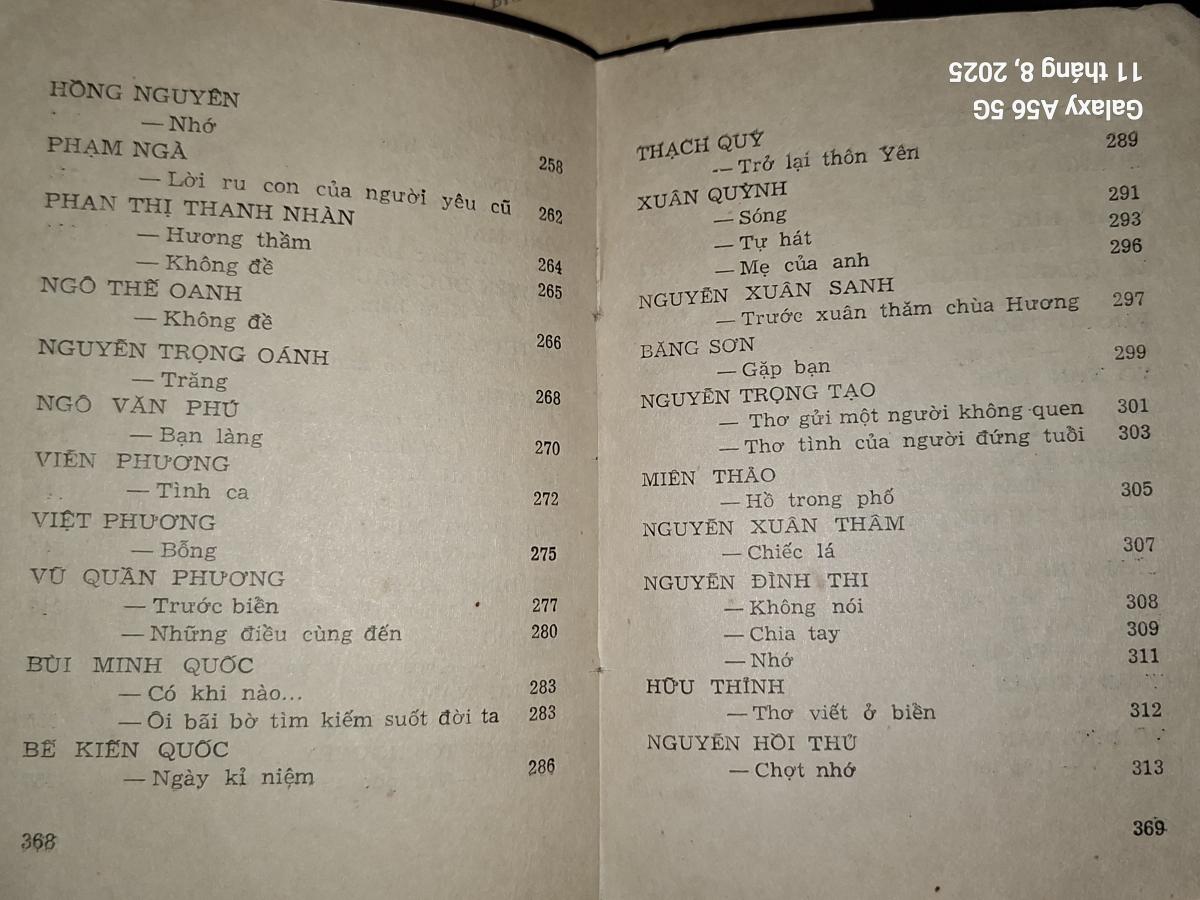 HỒNG NGUYÊN
— Nhớ 258
PHẠM NGÀ
— Lời ru con của người yêu cũ 262
PHAN THỊ THANH NHÀN
— Hương thầm 264
— Không đề 265
NGÔ THẾ OANH
— Không đề 266
NGUYỄN TRỌNG OÁNH
— Trăng 268
NGÔ VĂN PHÚ
— Bạn làng 270
VIỄN PHƯƠNG
— Tình ca 272
VIỆT PHƯƠNG
— Bỗng 275
VŨ QUẦN PHƯƠNG
— Trước biển 277
— Những điều cùng đến 280
BÙI MINH QUỐC
— Có khi nào... 283
— Ôi bãi bờ tìm kiếm suốt đời ta 283
BẾ KIẾN QUỐC
— Ngày kỉ niệm 286
368
11 tháng 8, 2025
Galaxy A56 5G
THẠCH QUỲ
— Trở lại thôn Yên 289
XUÂN QUỲNH
— Sóng 291
— Tự hát 293
— Mẹ của anh 296
NGUYỄN XUÂN SANH
— Trước xuân thăm chùa Hương 297
BĂNG SƠN
— Gặp bạn 299
NGUYỄN TRỌNG TẠO
— Thơ gửi một người không quen 301
— Thơ tình của người đứng tuổi 303
MIÊN THẢO
— Hồ trong phố 305
NGUYỄN XUÂN THÂM
— Chiếc lá 307
NGUYỄN ĐÌNH THI
— Không nói 308
— Chia tay 309
— Nhớ 311
HỮU THỈNH
— Thơ viết ở biển 312
NGUYỄN HỒI THỦ
— Chợt nhớ 313
369